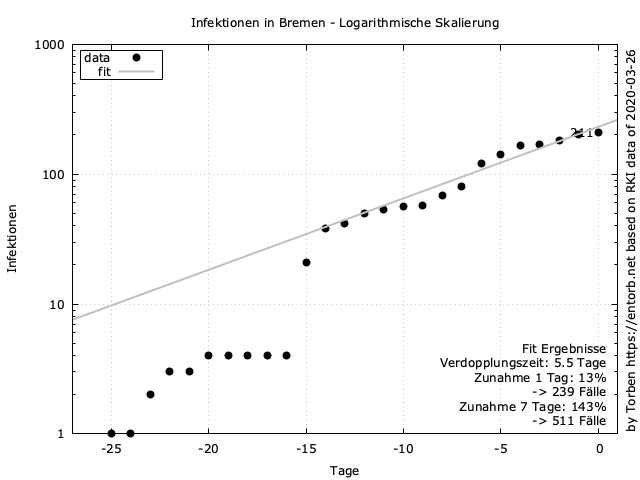 Infektionen in Bremen - Logarithmische Skalierung
data
fit
1000
100
10
1
Infektionen
211
Fit Ergebnisse
Verdopplungszeit: 5.5 Tage
Zunahme 1 Tag: 13%
-> 239 Fälle
Zunahme 7 Tage: 143%
-> 511 Fälle
-25 -20 -15 -10 -5 0
Tage
by Torben https://entorb.net based on RKI data of 2020-03-26